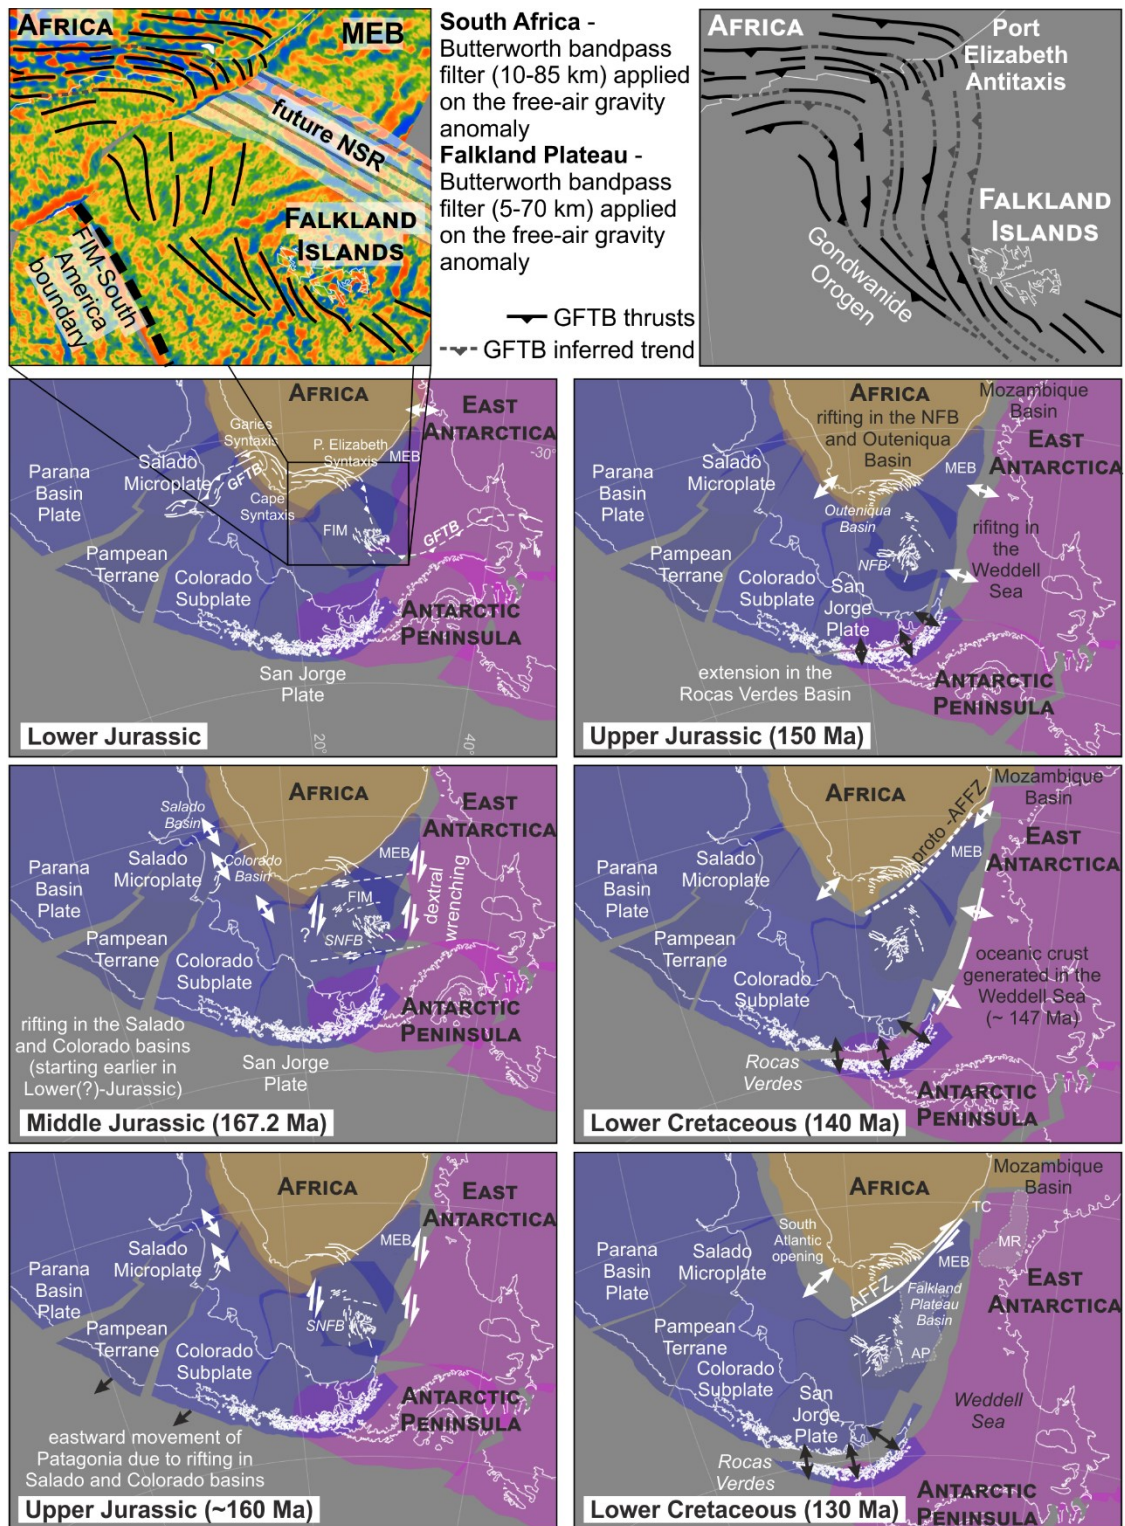 AFRICA
MEB
future NSR
FALKLAND
ISLANDS
FIM-South
America
boundary
South Africa -
Butterworth bandpass
filter (10-85 km) applied
on the free-air gravity
anomaly
Falkland Plateau -
Butterworth bandpass
filter (5-70 km) applied
on the free-air gravity
anomaly
GFTB thrusts
GFTB inferred trend
AFRICA
Port
Elizabeth
Antitaxis
FALKLAND
ISLANDS
Gondwanide
Orogen
AFRICA
EAST
ANTARCTICA
-30°
Garies
Syntaxis
P. Elizabeth
Syntaxis
MEB
Parana
Basin
Plate
Salado
Microplate
GFTB
Cape
Syntaxis
FIM
GFTB
Pampean
Terrane
Colorado
Subplate
ANTARCTIC
PENINSULA
San Jorge
Plate
20°
40°
Lower Jurassic
AFRICA
rifting in the NFB
and Outeniqua
Basin
Mozambique
Basin
EAST
ANTARCTICA
MEB
Parana
Basin
Plate
Salado
Microplate
Outeniqua
Basin
NFB
rifitng in
the
Weddell
Sea
Pampean
Terrane
Colorado
Subplate
San
Jorge
Plate
extension in the
Rocas Verdes Basin
ANTARCTIC
PENINSULA
Upper Jurassic (150 Ma)
AFRICA
EAST
ANTARCTICA
Salado
Basin
Colorado
Basin
MEB
Parana
Basin
Plate
Salado
Microplate
FIM
?
SNFB
dextral
wrenching
Pampean
Terrane
Colorado
Subplate
ANTARCTIC
PENINSULA
rifting in the Salado
and Colorado basins
(starting earlier in
Lower(?)-Jurassic)
San Jorge
Plate
Middle Jurassic (167.2 Ma)
AFRICA
Mozambique
Basin
EAST
ANTARCTICA
proto -AFFZ
MEB
Parana
Basin
Plate
Salado
Microplate
Pampean
Terrane
Colorado
Subplate
oceanic crust
generated in the
Weddell Sea
(~ 147 Ma)
Rocas
Verdes
ANTARCTIC
PENINSULA
Lower Cretaceous (140 Ma)
AFRICA
EAST
ANTARCTICA
MEB
Parana
Basin
Plate
Salado
Microplate
SNFB
Pampean
Terrane
Colorado
Subplate
ANTARCTIC
PENINSULA
eastward movement of
Patagonia due to rifting in
Salado and Colorado basins
Upper Jurassic (~160 Ma)
Mozambique
Basin
AFRICA
TC
MR
South
Atlantic
opening
MEB
EAST
ANTARCTICA
Parana
Basin
Plate
Salado
Microplate
AFFZ
Falkland
Plateau
Basin
AP
Pampean
Terrane
Colorado
Subplate
San
Jorge
Plate
Weddell
Sea
Rocas
Verdes
ANTARCTIC
PENINSULA
Lower Cretaceous (130 Ma)